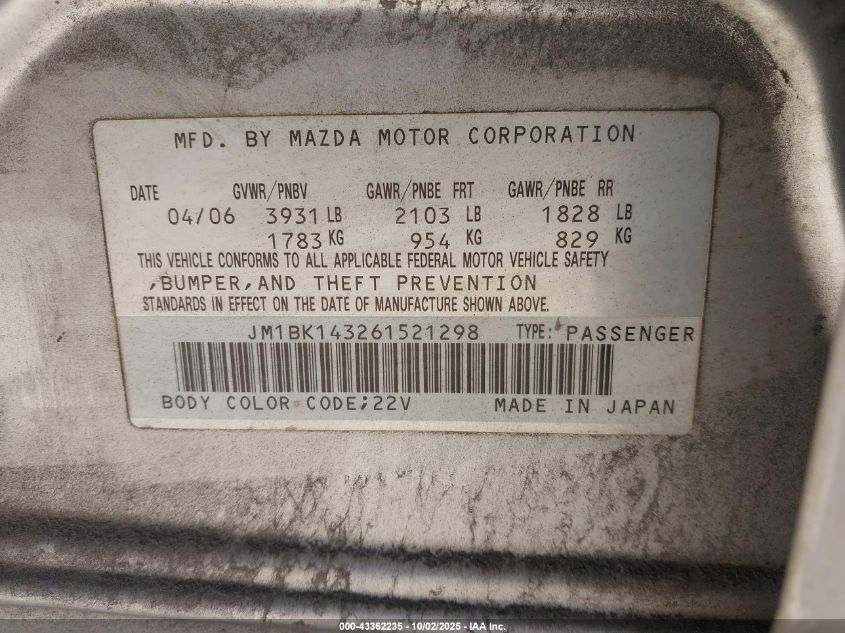 MFD. BY MAZDA MOTOR CORPORATION
DATE GVWR/PNBV GAWR/PNBE FRT GAWR/PNBE RR
04/06 3931 LB 2103 LB 1828 LB
1783 KG 954 KG 829 KG
THIS VEHICLE CONFORMS TO ALL APPLICABLE FEDERAL MOTOR VEHICLE SAFETY
,BUMPER,AND THEFT PREVENTION
STANDARDS IN EFFECT ON THE DATE OF MANUFACTURE SHOWN ABOVE.
JM1BK143261521298 TYPE: PASSENGER
BODY COLOR CODE;22V MADE IN JAPAN
000-43362235 - 10/02/2025 - IAA Inc.